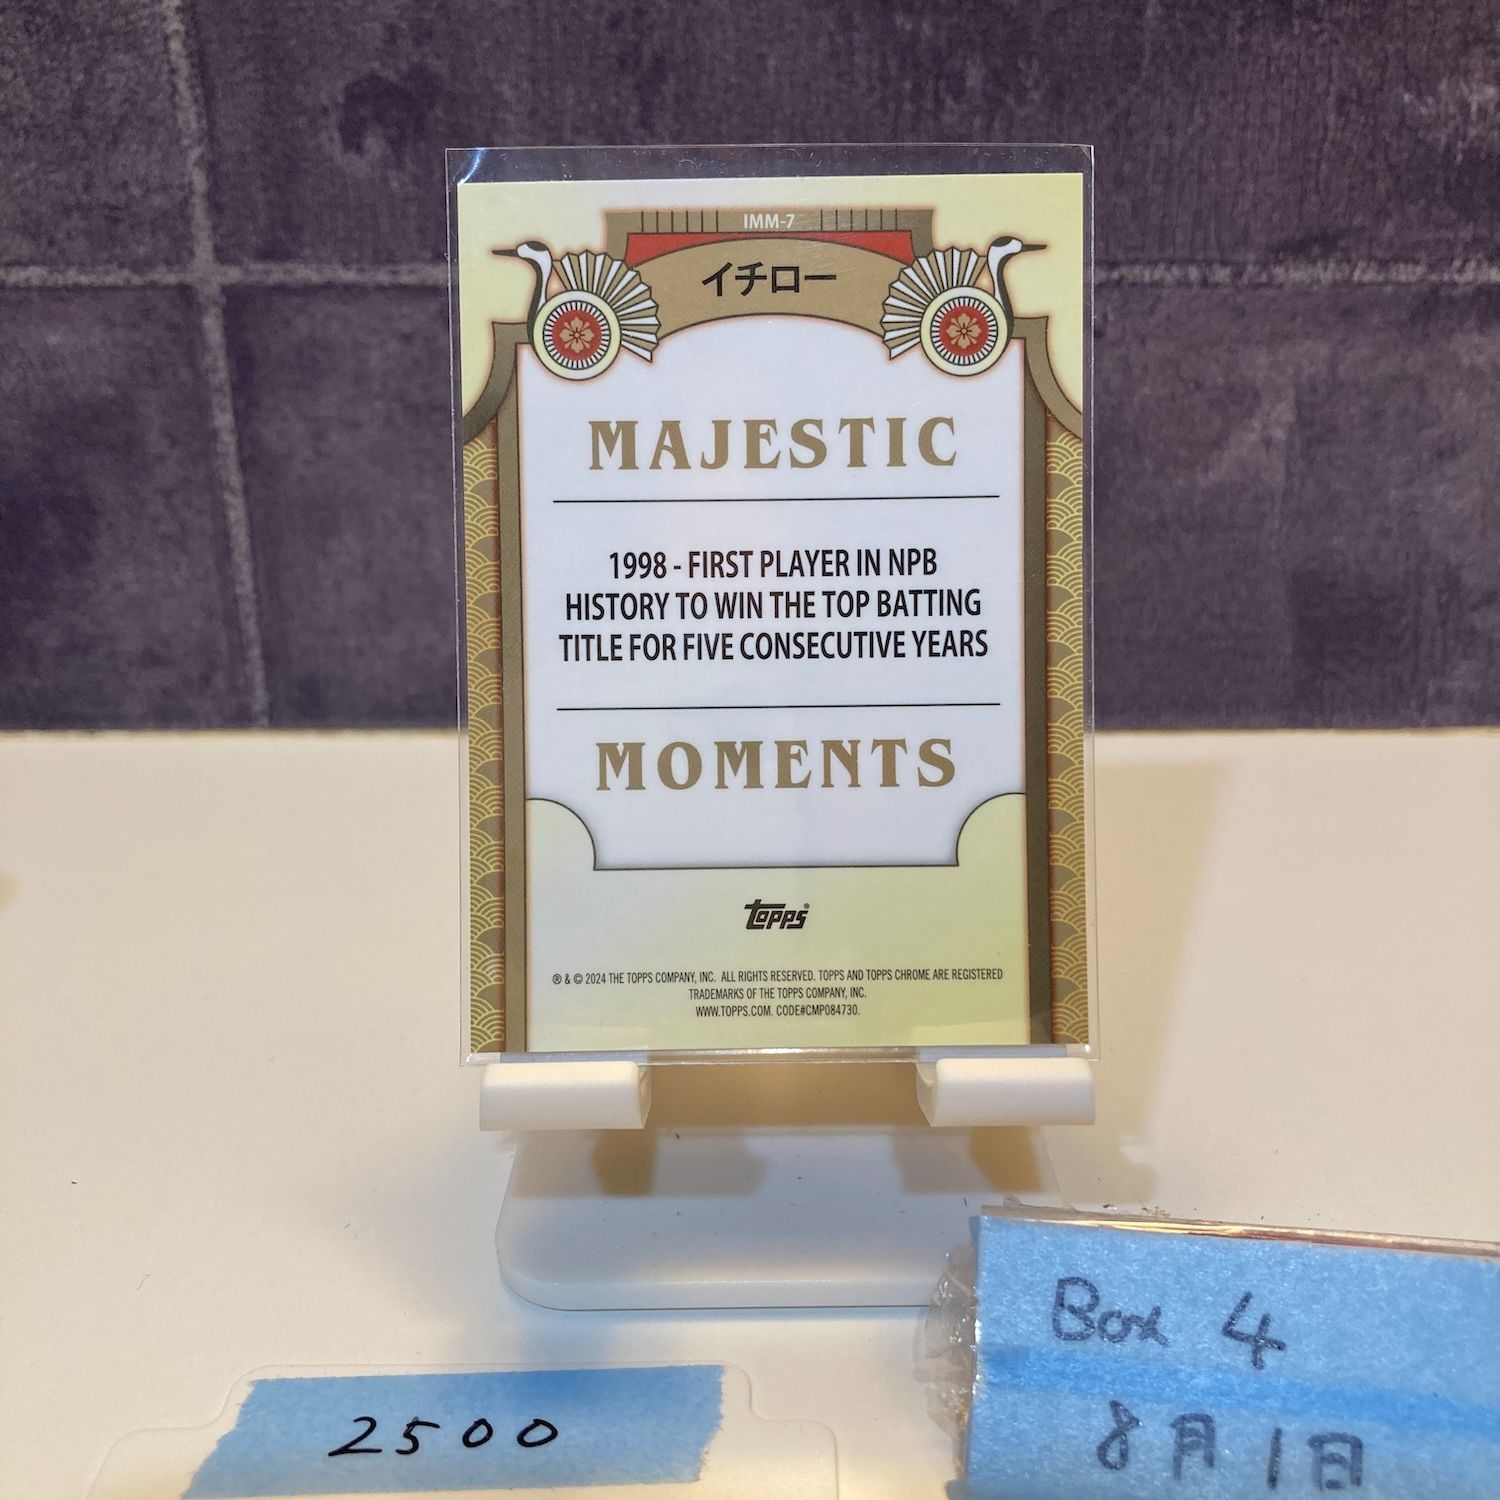 IMM-7
イチロー
MAJESTIC
1998 - FIRST PLAYER IN NPB
HISTORY TO WIN THE TOP BATTING
TITLE FOR FIVE CONSECUTIVE YEARS
MOMENTS
topps®
® & © 2024 THE TOPPS COMPANY, INC. ALL RIGHTS RESERVED. TOPPS AND TOPPS CHROME ARE REGISTERED
TRADEMARKS OF THE TOPPS COMPANY, INC.
WWW.TOPPS.COM. CODE#CMP084730.
Box 4
8月1日
2500